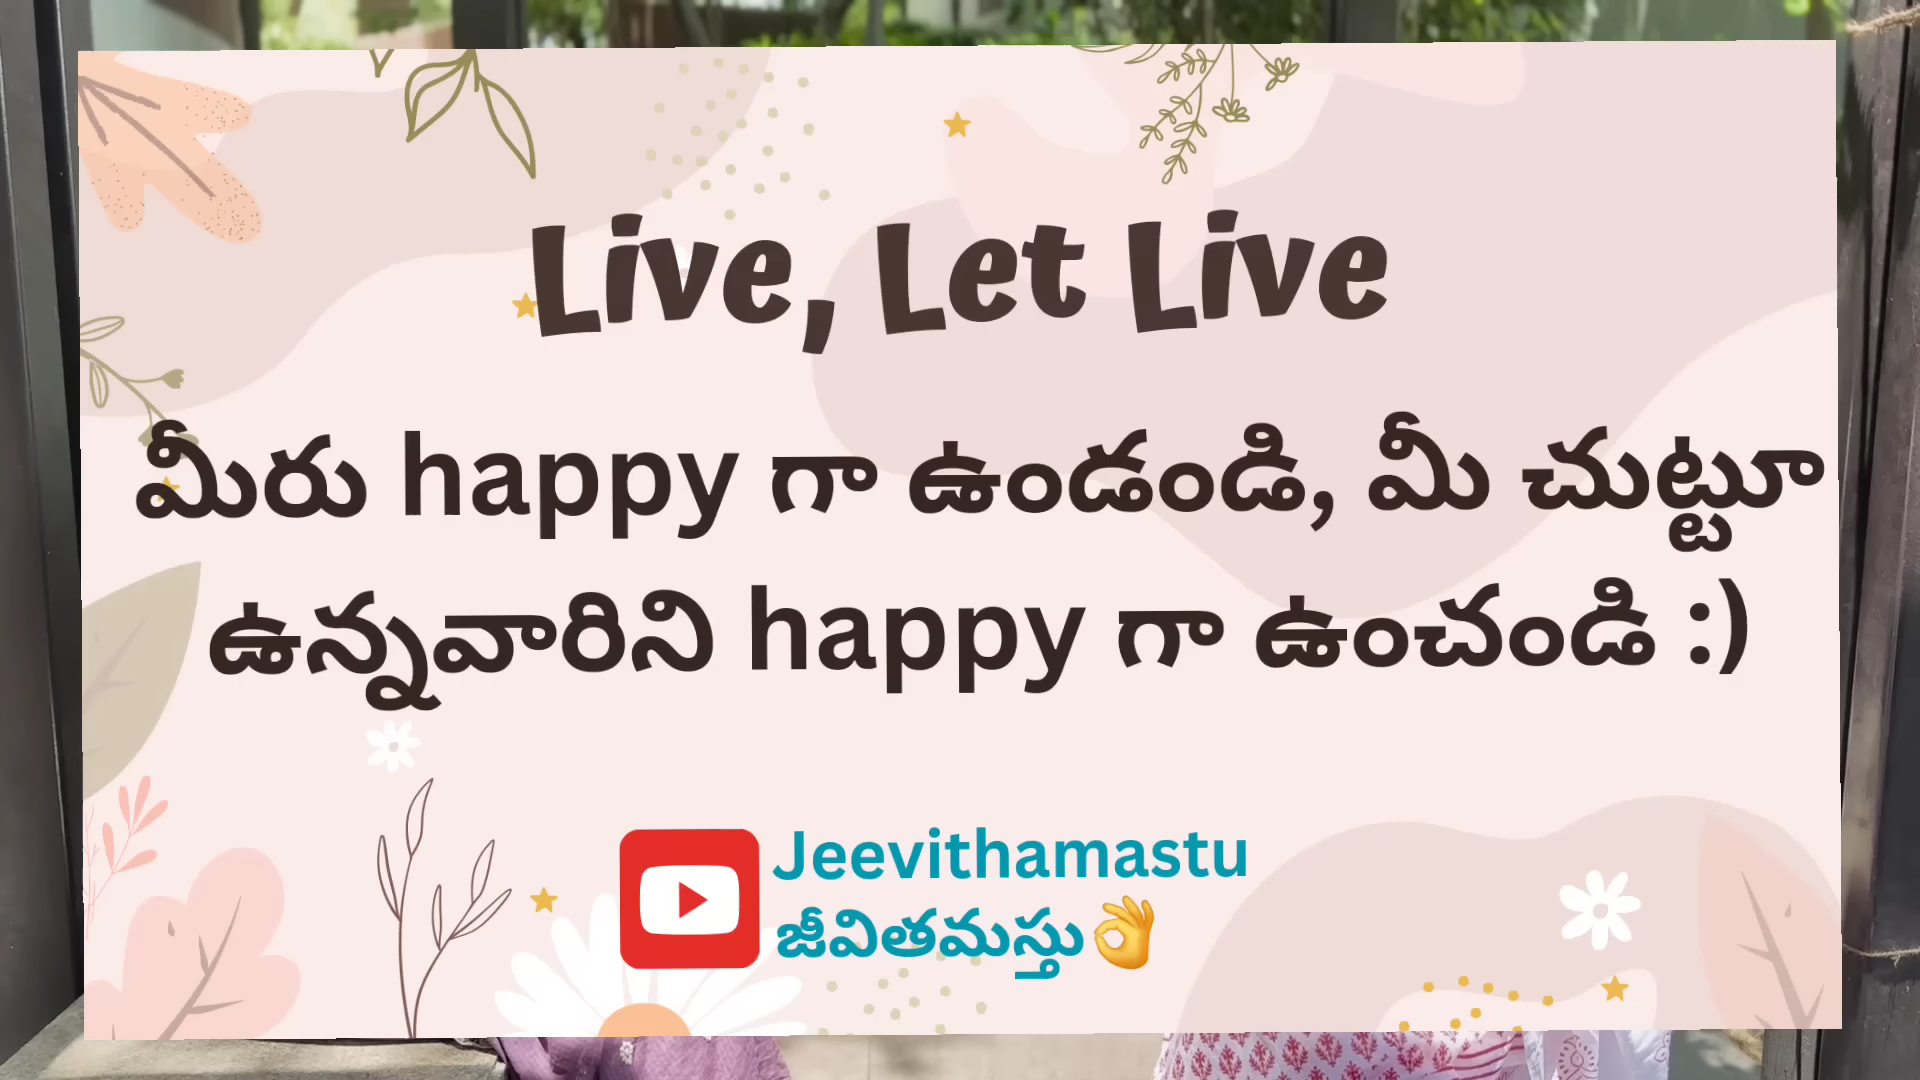 Live, Let Live
మీరు happy గా ఉండండి, మీ చుట్టూ
ఉన్నవారిని happy గా ఉంచండి :)
Jeevithamastu
జీవితమస్తు👌